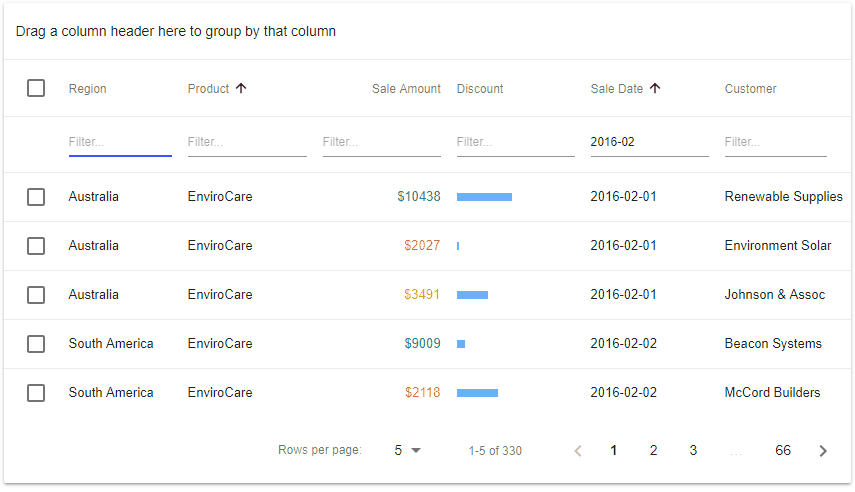 Drag a column header here to group by that column
Region Product Sale Amount Discount Sale Date Customer
Filter... Filter... Filter... Filter... 2016-02 Filter...
Australia EnviroCare $10438 2016-02-01 Renewable Supplies
Australia EnviroCare $2027 2016-02-01 Environment Solar
Australia EnviroCare $3491 2016-02-01 Johnson & Assoc
South America EnviroCare $9009 2016-02-02 Beacon Systems
South America EnviroCare $2118 2016-02-02 McCord Builders
Rows per page: 5 1-5 of 330 1 2 3 ... 66